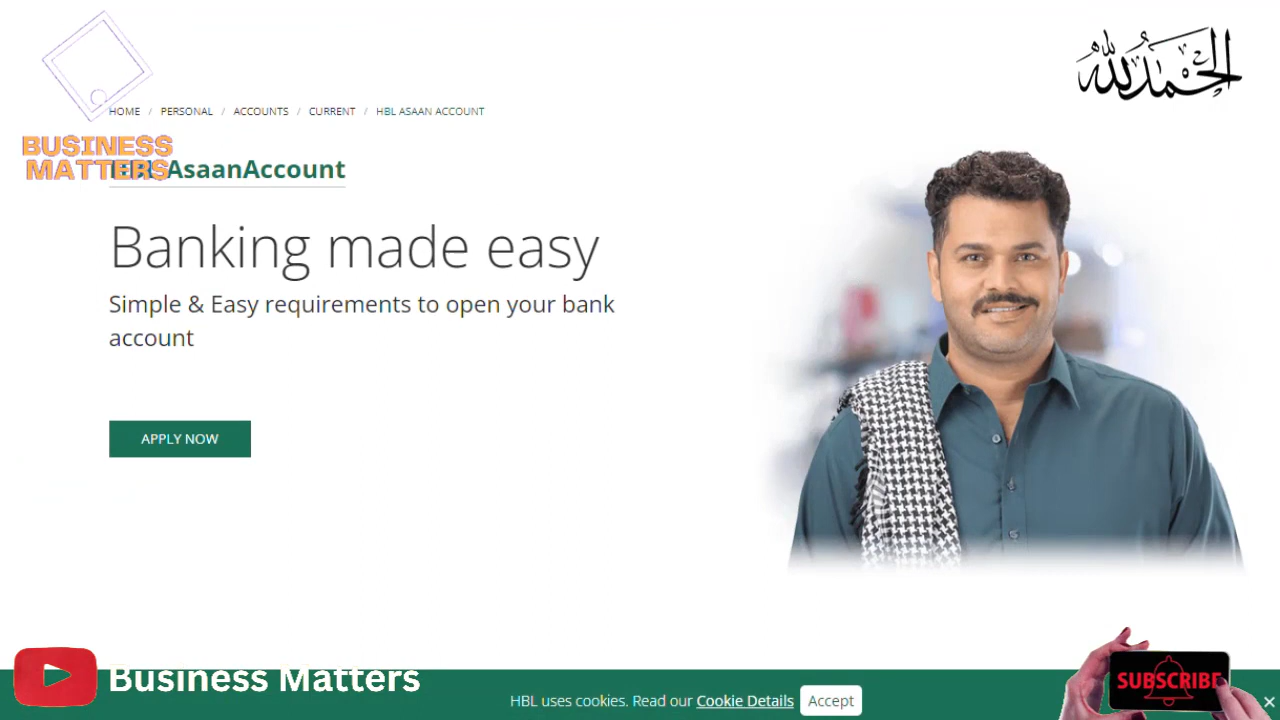 الحمد لله
HOME / PERSONAL / ACCOUNTS / CURRENT / HBL ASAAN ACCOUNT
BUSINESS
MATTERS
HBL AsaanAccount
Banking made easy
Simple & Easy requirements to open your bank
account
APPLY NOW
Business Matters
HBL uses cookies. Read our Cookie Details Accept ×
SUBSCRIBE